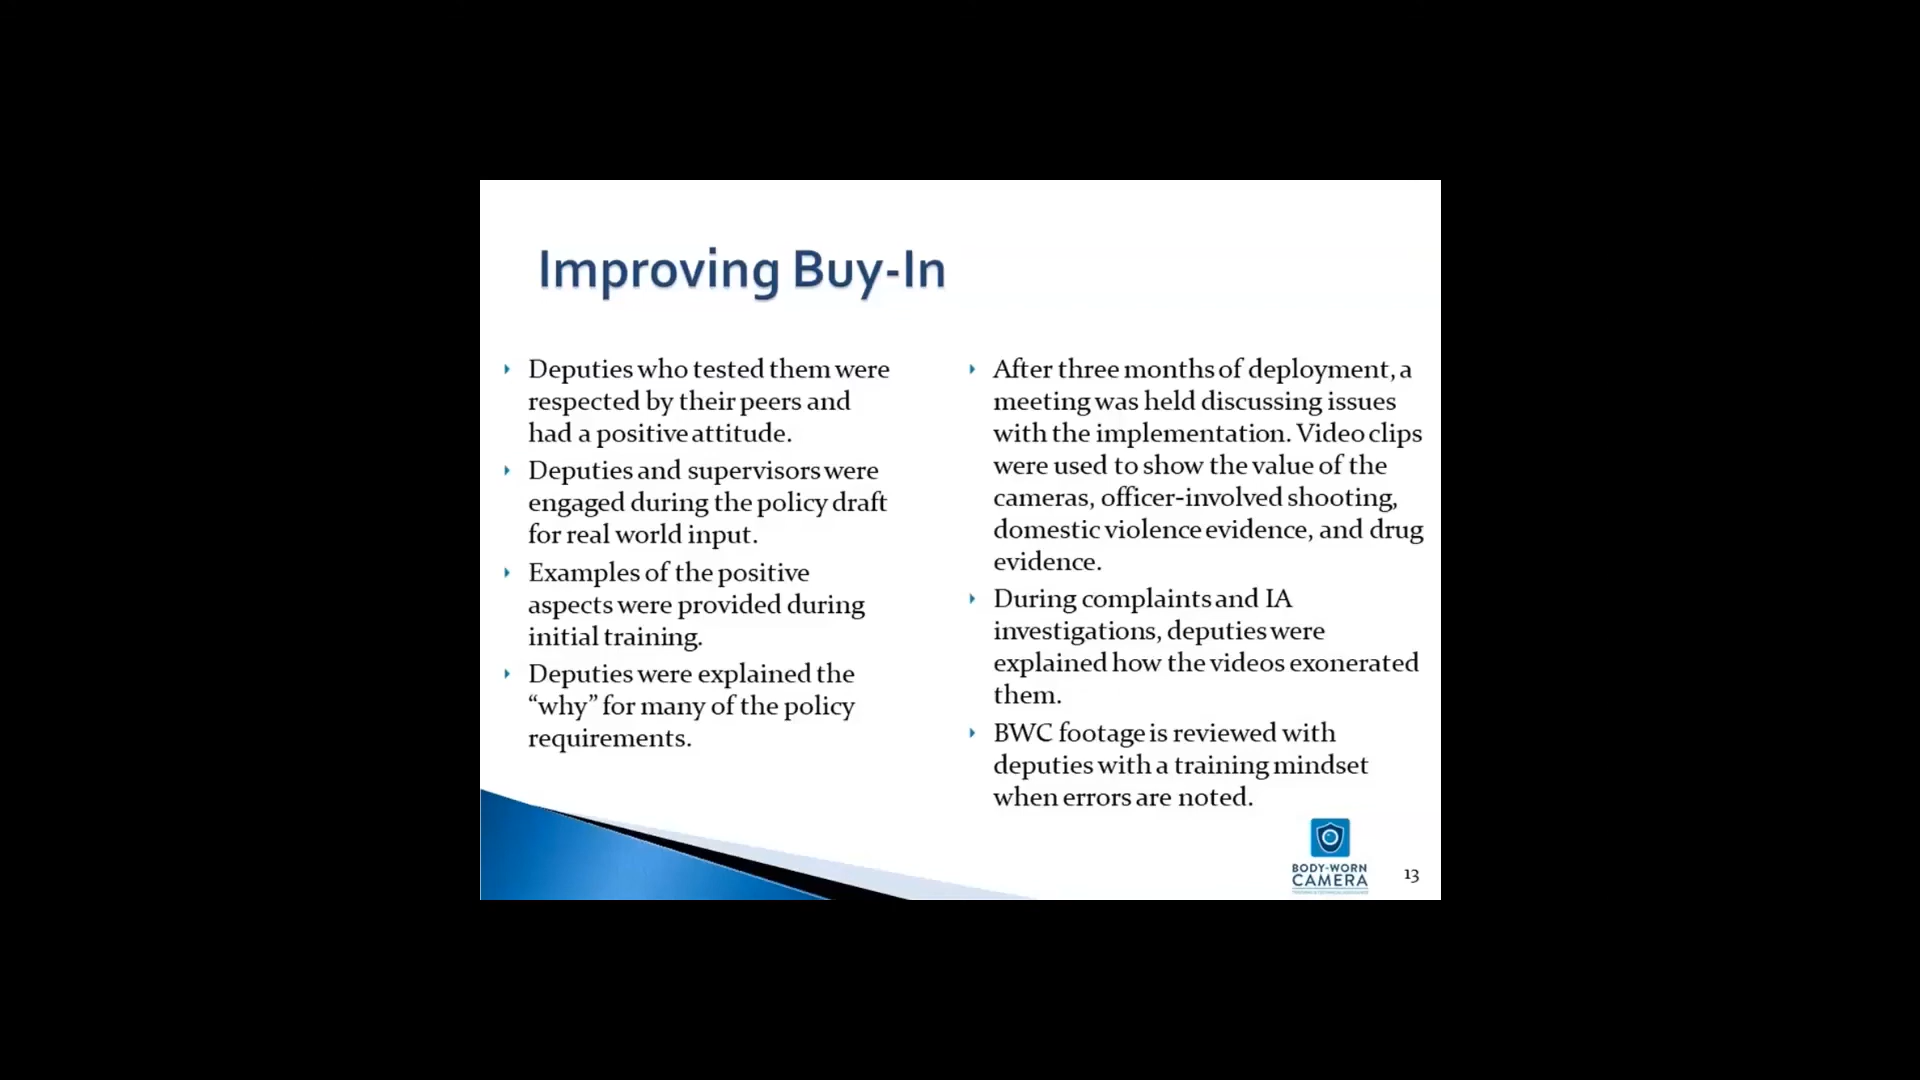 Improving Buy-In
Deputies who tested them were
respected by their peers and
had a positive attitude.
Deputies and supervisors were
engaged during the policy draft
for real world input.
Examples of the positive
aspects were provided during
initial training.
Deputies were explained the
“why” for many of the policy
requirements.
After three months of deployment, a
meeting was held discussing issues
with the implementation. Video clips
were used to show the value of the
cameras, officer-involved shooting,
domestic violence evidence, and drug
evidence.
During complaints and IA
investigations, deputies were
explained how the videos exonerated
them.
BWC footage is reviewed with
deputies with a training mindset
when errors are noted.
BODY-WORN
CAMERA
13